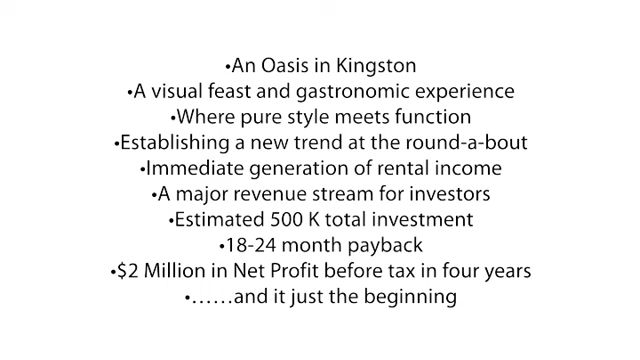 •An Oasis in Kingston
•A visual feast and gastronomic experience
•Where pure style meets function
•Establishing a new trend at the round-a-bout
•Immediate generation of rental income
•A major revenue stream for investors
•Estimated 500 K total investment
•18-24 month payback
•$2 Million in Net Profit before tax in four years
•……and it just the beginning